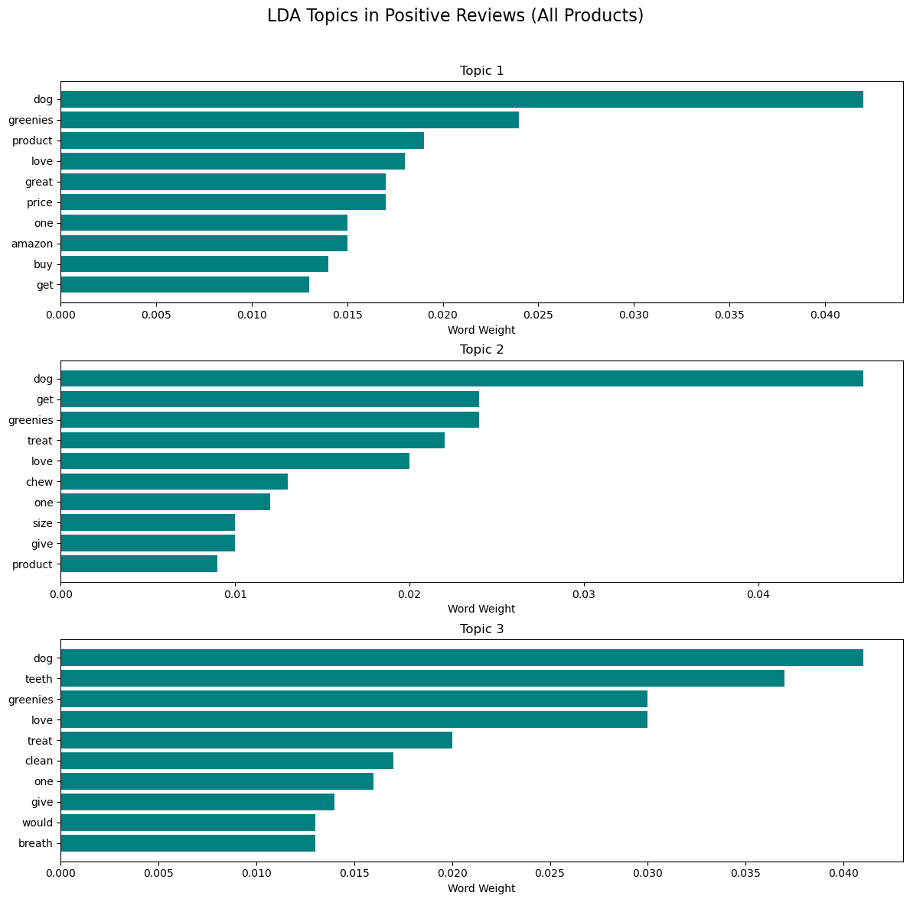 LDA Topics in Positive Reviews (All Products)
Topic 1
dog
greenies
product
love
great
price
one
amazon
buy
get
0.000 0.005 0.010 0.015 0.020 0.025 0.030 0.035 0.040
Word Weight
Topic 2
dog
get
greenies
treat
love
chew
one
size
give
product
0.00 0.01 0.02 0.03 0.04
Word Weight
Topic 3
dog
teeth
greenies
love
treat
clean
one
give
would
breath
0.000 0.005 0.010 0.015 0.020 0.025 0.030 0.035 0.040
Word Weight